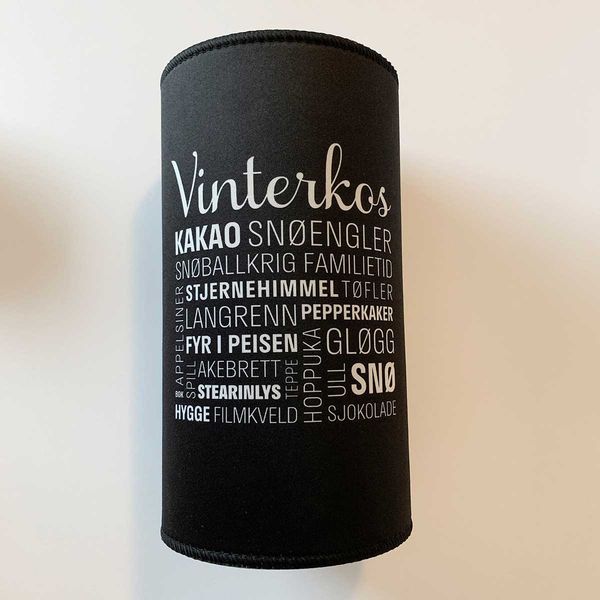 Vinterkos
KAKAO SNØENGLER
SNØBALLKRIG FAMILIETID
STJERNEHIMMEL TØFLER
LANGRENN PEPPERKAKER
APPELSINER
FYR I PEISEN GLØGG
BOK SPILL AKEBRETT TEPPE HOPPUKA ULL SNØ
STEARINLYS
HYGGE FILMKVELD SJOKOLADE